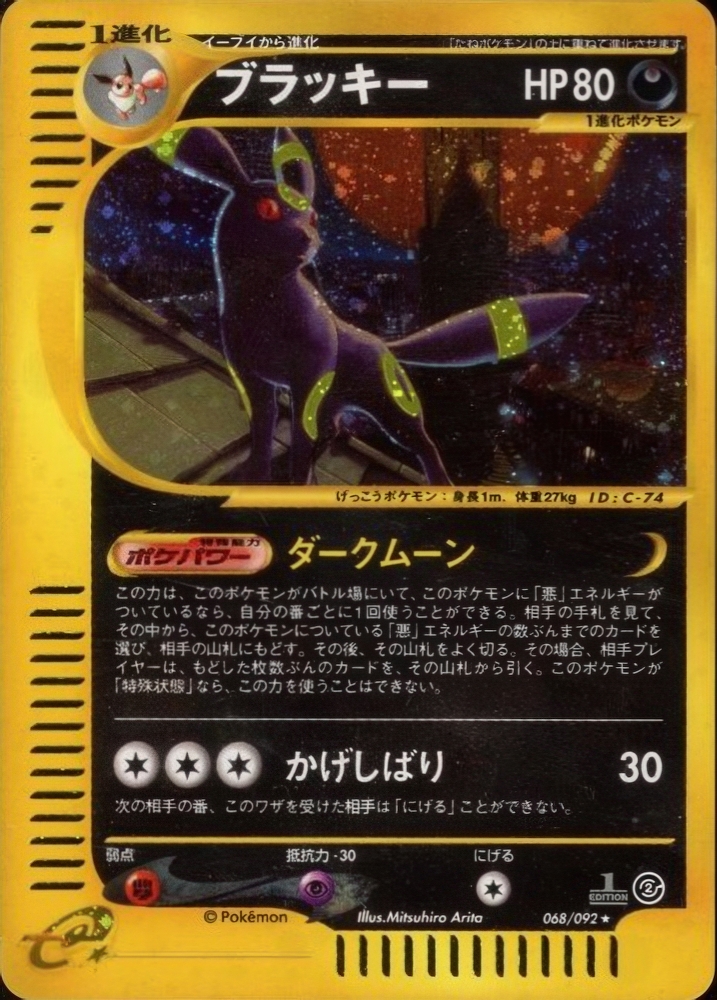 1進化
イーブイから進化
「たねポケモン」の上に重ねて進化させます。
ブラッキー
HP80
1進化ポケモン
げっこうポケモン：身長1m. 体重27kg ID:C-74
特殊能力
ポケパワー
ダークムーン
この力は、このポケモンがバトル場にいて、このポケモンに「悪」エネルギーが
ついているなら、自分の番ごとに1回使うことができる。相手の手札を見て、
その中から、このポケモンについている「悪」エネルギーの数ぶんまでのカードを
選び、相手の山札にもどす。その後、その山札をよく切る。その場合、相手プレ
イヤーは、もどした枚数ぶんのカードを、その山札から引く。このポケモンが
「特殊状態」なら、この力を使うことはできない。
かげしばり
30
次の相手の番、このワザを受けた相手は「にげる」ことができない。
弱点
抵抗力-30
にげる
1
EDITION
2
©Pokémon
Illus.Mitsuhiro Arita
068/092★
e